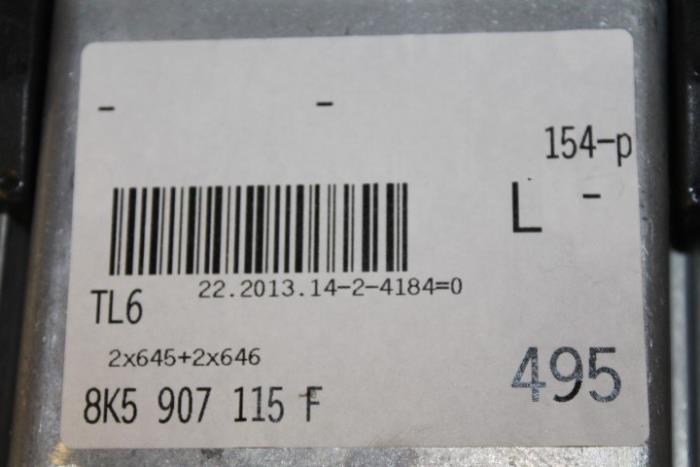 - -
154-p
L -
22.2013.14-2-4184=0
TL6
2x645+2x646
495
8K5 907 115 F